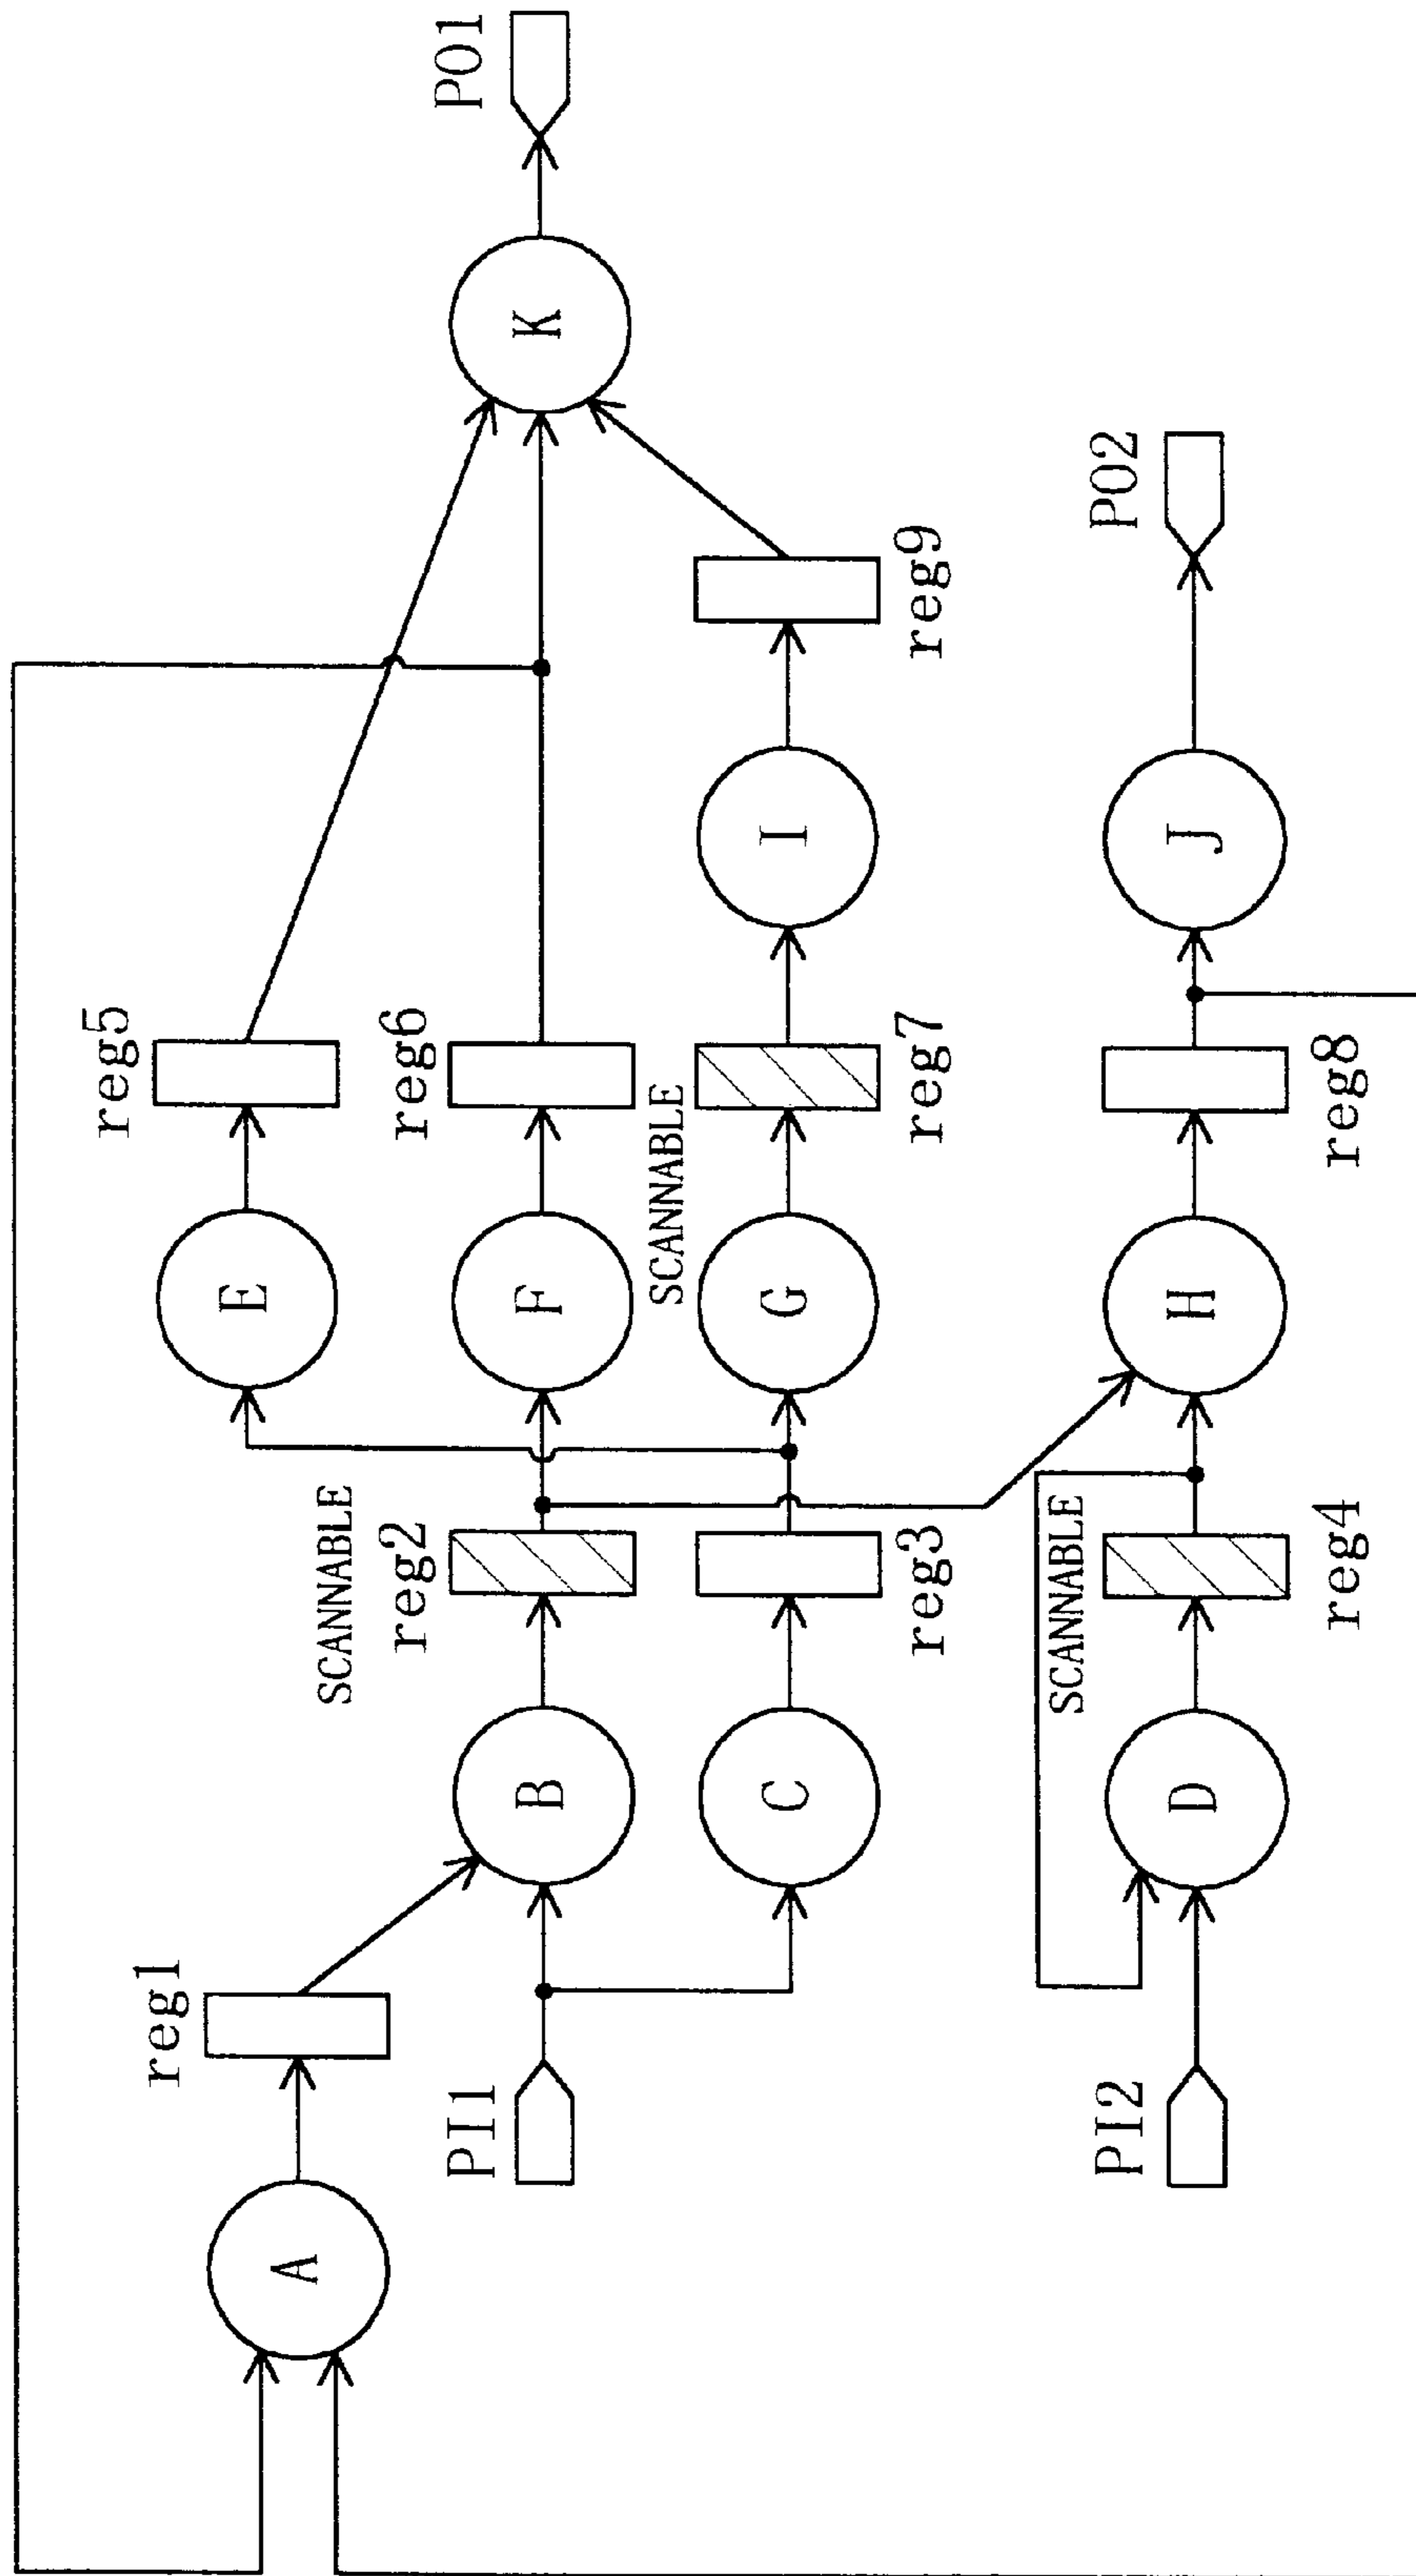 A
reg1
PI1
B
C
SCANNABLE
reg2
reg3
E
F
G
reg5
reg6
SCANNABLE
reg7
I
reg9
K
PO1
PI2
D
SCANNABLE
reg4
H
reg8
J
PO2